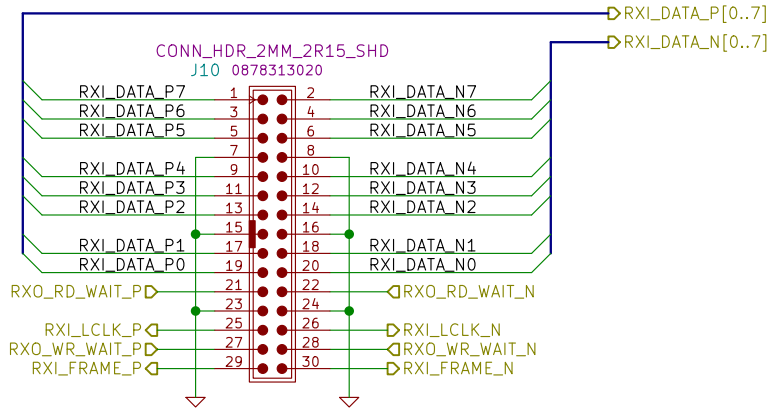 RXI_DATA_P[0..7]
RXI_DATA_N[0..7]
CONN_HDR_2MM_2R15_SHD
J10 0878313020
RXI_DATA_P7 1 2 RXI_DATA_N7
RXI_DATA_P6 3 4 RXI_DATA_N6
RXI_DATA_P5 5 6 RXI_DATA_N5
7 8
RXI_DATA_P4 9 10 RXI_DATA_N4
RXI_DATA_P3 11 12 RXI_DATA_N3
RXI_DATA_P2 13 14 RXI_DATA_N2
15 16
RXI_DATA_P1 17 18 RXI_DATA_N1
RXI_DATA_P0 19 20 RXI_DATA_N0
RXO_RD_WAIT_P 21 22 RXO_RD_WAIT_N
23 24
RXI_LCLK_P 25 26 RXI_LCLK_N
RXO_WR_WAIT_P 27 28 RXO_WR_WAIT_N
RXI_FRAME_P 29 30 RXI_FRAME_N